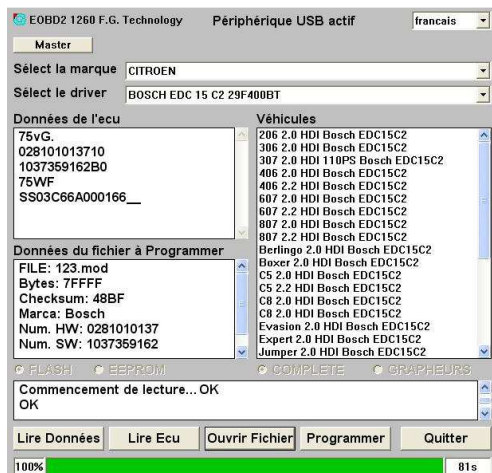 EOBD2 1260 F.G. Technology
Périphérique USB actif
francais
Master
Sélect la marque
CITROEN
Sélect le driver
BOSCH EDC 15 C2 29F400BT
Données de l'ecu
75vG.
028101013710
1037359162B0
75WF
SS03C66A000166__
Véhicules
206 2.0 HDI Bosch EDC15C2
306 2.0 HDI Bosch EDC15C2
307 2.0 HDI 110PS Bosch EDC15C2
406 2.0 HDI Bosch EDC15C2
406 2.2 HDI Bosch EDC15C2
607 2.0 HDI Bosch EDC15C2
607 2.2 HDI Bosch EDC15C2
807 2.0 HDI Bosch EDC15C2
807 2.2 HDI Bosch EDC15C2
Berlingo 2.0 HDI Bosch EDC15C2
Boxer 2.0 HDI Bosch EDC15C2
C5 2.0 HDI Bosch EDC15C2
C5 2.2 HDI Bosch EDC15C2
C8 2.0 HDI Bosch EDC15C2
C8 2.0 HDI Bosch EDC15C2
Evasion 2.0 HDI Bosch EDC15C2
Expert 2.0 HDI Bosch EDC15C2
Jumper 2.0 HDI Bosch EDC15C2
Données du fichier à Programmer
FILE: 123.mod
Bytes: 7FFFF
Checksum: 48BF
Marca: Bosch
Num. HW: 0281010137
Num. SW: 1037359162
FLASH
EEPROM
COMPLETE
GRAPHEURS
Commencement de lecture... OK
OK
Lire Données
Lire Ecu
Ouvrir Fichier
Programmer
Quitter
100%
81s